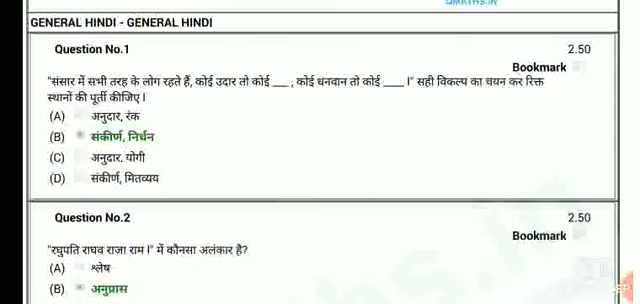 GENERAL HINDI - GENERAL HINDI
Question No.1 2.50
Bookmark
"संसार में सभी तरह के लोग रहते हैं, कोई उदार तो कोई ___ , कोई धनवान तो कोई ____ ।" सही विकल्प का चयन कर रिक्त
स्थानों की पूर्ती कीजिए ।
(A) अनुदार, रंक
(B) संकीर्ण, निर्धन
(C) अनुदार. योगी
(D) संकीर्ण, मितव्यय
Question No.2 2.50
Bookmark
"रघुपति राघव राजा राम ।" में कौनसा अलंकार है?
(A) श्लेष
(B) अनुप्रास